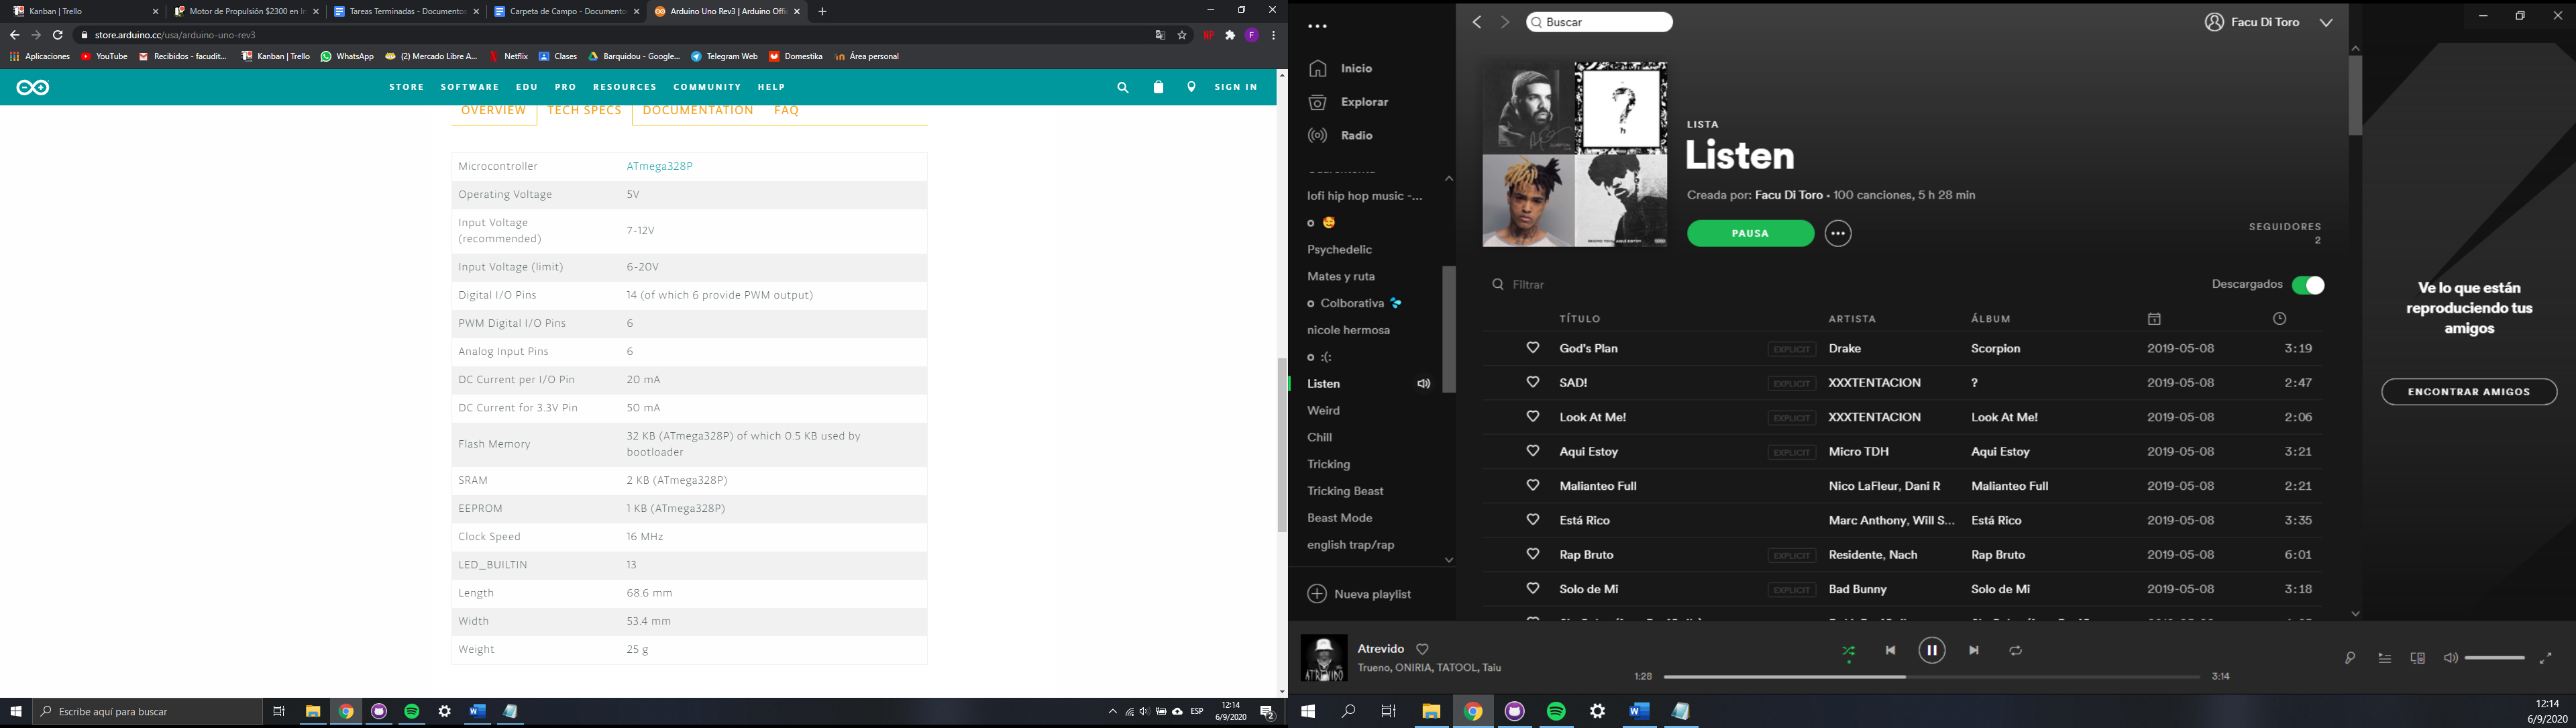 Kanban | Trello
Motor de Propulsión $2300 en In
Tareas Terminadas - Documentos
Carpeta de Campo - Documento
Arduino Uno Rev3 | Arduino Offic
store.arduino.cc/usa/arduino-uno-rev3
Aplicaciones
YouTube
Recibidos - facudit...
Kanban | Trello
WhatsApp
(2) Mercado Libre A...
Netflix
Clases
Barquidou - Google...
Telegram Web
Domestika
Área personal
STORE SOFTWARE EDU PRO RESOURCES COMMUNITY HELP
SIGN IN
OVERVIEW TECH SPECS DOCUMENTATION FAQ
Microcontroller ATmega328P
Operating Voltage 5V
Input Voltage (recommended) 7-12V
Input Voltage (limit) 6-20V
Digital I/O Pins 14 (of which 6 provide PWM output)
PWM Digital I/O Pins 6
Analog Input Pins 6
DC Current per I/O Pin 20 mA
DC Current for 3.3V Pin 50 mA
Flash Memory 32 KB (ATmega328P) of which 0.5 KB used by
bootloader
SRAM 2 KB (ATmega328P)
EEPROM 1 KB (ATmega328P)
Clock Speed 16 MHz
LED_BUILTIN 13
Length 68.6 mm
Width 53.4 mm
Weight 25 g
Escribe aquí para buscar
ESP
12:14
6/9/2020
2
Buscar
Facu Di Toro
Inicio
Explorar
Radio
lofi hip hop music -...
🥰
Psychedelic
Mates y ruta
Colborativa 💦
nicole hermosa
:(:
Listen
Weird
Chill
Tricking
Tricking Beast
Beast Mode
english trap/rap
Nueva playlist
LISTA
Listen
Creada por: Facu Di Toro • 100 canciones, 5 h 28 min
PAUSA
SEGUIDORES
2
Filtrar
Descargados
TÍTULO ARTISTA ÁLBUM
God's Plan EXPLICIT Drake Scorpion 2019-05-08 3:19
SAD! EXPLICIT XXXTENTACION ? 2019-05-08 2:47
Look At Me! EXPLICIT XXXTENTACION Look At Me! 2019-05-08 2:06
Aqui Estoy EXPLICIT Micro TDH Aqui Estoy 2019-05-08 3:21
Malianteo Full Nico LaFleur, Dani R Malianteo Full 2019-05-08 2:21
Está Rico Marc Anthony, Will S... Está Rico 2019-05-08 3:35
Rap Bruto EXPLICIT Residente, Nach Rap Bruto 2019-05-08 6:01
Solo de Mi EXPLICIT Bad Bunny Solo de Mi 2019-05-08 3:18
Ve lo que están
reproduciendo tus
amigos
ENCONTRAR AMIGOS
ATREVIDO
Atrevido
Trueno, ONIRIA, TATOOL, Taiu
1:28
3:14
12:14
6/9/2020